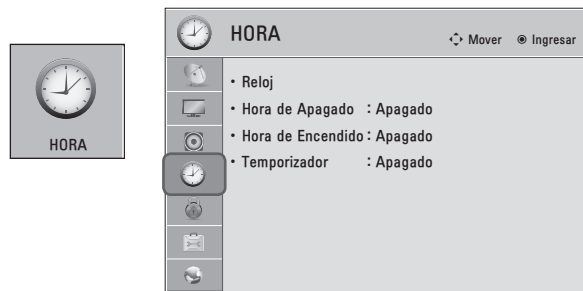 HORA
HORA
Mover Ingresar
• Reloj
• Hora de Apagado : Apagado
• Hora de Encendido : Apagado
• Temporizador : Apagado